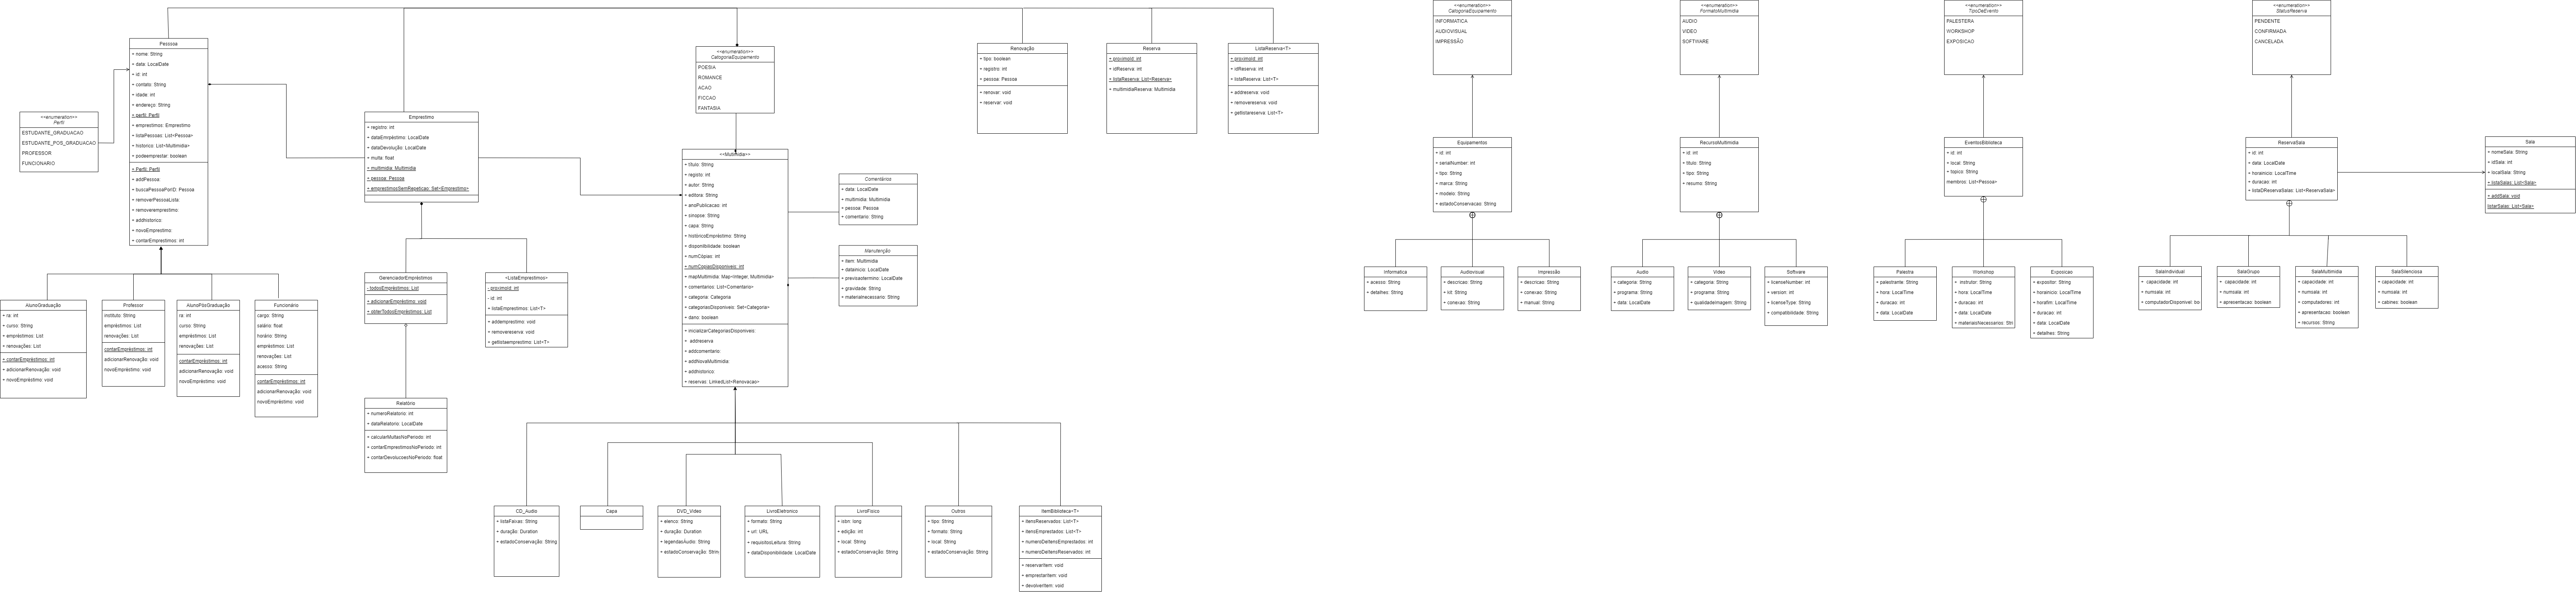 Pessoa
+ nome: String
+ data: LocalDate
+ id: int
+ contato: String
+ idade: int
+ endereço: String
+ perfil: Perfil
+ emprestimos: Emprestimo
+ listaPessoas: List<Pessoa>
+ historico: List<Multimidia>
+ podeemprestar: boolean
+ Perfil: Perfil
+ addPessoa:
+ buscaPessoaPorID: Pessoa
+ removerPessoaLista:
+ removeremprestimo:
+ addhistorico:
+ novoEmprestimo:
+ contarEmprestimos: int
<<enumeration>>
Perfil
ESTUDANTE_GRADUACAO
ESTUDANTE_POS_GRADUACAO
PROFESSOR
FUNCIONARIO
AlunoGraduação
+ ra: int
+ curso: String
+ empréstimos: List
+ renovações: List
+ contarEmpréstimos: int
+ adicionarRenovação: void
+ novoEmpréstimo: void
Professor
instituto: String
empréstimos: List
renovações: List
contarEmpréstimos: int
adicionarRenovação: void
novoEmpréstimo: void
AlunoPósGraduação
ra: int
curso: String
empréstimos: List
renovações: List
contarEmpréstimos: int
adicionarRenovação: void
novoEmpréstimo: void
Funcionário
cargo: String
salário: float
horário: String
empréstimos: List
renovações: List
acesso: String
contarEmpréstimos: int
adicionarRenovação: void
novoEmpréstimo: void
Emprestimo
+ registro: int
+ dataEmpréstimo: LocalDate
+ dataDevolução: LocalDate
+ multa: float
+ multimidia: Multimidia
+ pessoa: Pessoa
+ emprestimosSemRepeticao: Set<Emprestimo>
GerenciadorEmpréstimos
- todosEmpréstimos: List
+ adicionarEmpréstimo: void
+ obterTodosEmpréstimos: List
<ListaEmprestimos>
- proximoId: int
- id: int
+ listaEmprestimos: List<T>
+ addemprestimo: void
+ removereserva: void
+ getlistaemprestimo: List<T>
Relatório
+ numeroRelatorio: int
+ dataRelatorio: LocalDate
+ calcularMultasNoPeriodo: int
+ contarEmprestimosNoPeriodo: int
+ contarDevolucoesNoPeriodo: float
<<enumeration>>
CategoriaEquipamento
POESIA
ROMANCE
ACAO
FICCAO
FANTASIA
<<Multimidia>>
+ titulo: String
+ registo: int
+ autor: String
+ editora: String
+ anoPublicacao: int
+ sinopse: String
+ capa: String
+ históricoEmpréstimo: String
+ disponibilidade: boolean
+ numCopias: int
+ numCopiasDisponiveis: int
+ mapMultimidia: Map<Integer, Multimidia>
+ comentarios: List<Comentario>
+ categoria: Categoria
+ categoriasDisponiveis: Set<Categoria>
+ dano: boolean
+ inicializarCategoriasDisponiveis:
+ addreserva
+ addcomentario:
+ addNovaMultimidia:
+ addhistorico:
+ reservas: LinkedList<Renovacao>
Comentários
+ data: LocalDate
+ multimidia: Multimidia
+ pessoa: Pessoa
+ comentario: String
Manutenção
+ item: Multimidia
+ datainicio: LocalDate
+ previsaotermino: LocalDate
+ gravidade: String
+ materialnecessario: String
CD_Audio
+ listaFaixas: String
+ duração: Duration
+ estadoConservação: String
Capa
DVD_Video
+ elenco: String
+ duração: Duration
+ legendasAudio: String
+ estadoConservação: Strin
LivroEletronico
+ formato: String
+ url: URL
+ requisitosLeitura: String
+ dataDisponibilidade: LocalDate
LivroFisico
+ isbn: long
+ edição: int
+ local: String
+ estadoConservação: String
Outros
+ tipo: String
+ formato: String
+ local: String
+ estadoConservação: String
ItemBiblioteca<T>
+ itensReservados: List<T>
+ itensEmprestados: List<T>
+ numeroDeItensEmprestados: int
+ numeroDeItensReservados: int
+ reservarItem: void
+ emprestarItem: void
+ devolverItem: void
Renovação
+ tipo: boolean
+ registro: int
+ pessoa: Pessoa
+ renovar: void
+ reservar: void
Reserva
+ proximoId: int
+ idReserva: int
+ listaReserva: List<Reserva>
+ multimidiaReserva: Multimidia
ListaReserva<T>
+ proximoId: int
+ idReserva: int
+ listaReserva: List<T>
+ addreserva: void
+ removereserva: void
+ getlistareserva: List<T>
<<enumeration>>
CategoriaEquipamento
INFORMATICA
AUDIOVISUAL
IMPRESSÃO
Equipamentos
+ id: int
+ serialNumber: int
+ tipo: String
+ marca: String
+ modelo: String
+ estadoConservacao: String
Informatica
+ acesso: String
+ detalhes: String
Audiovisual
+ descricao: String
+ lcd: String
+ conexao: String
Impressão
+ descricao: String
+ conexao: String
+ manual: String
<<enumeration>>
FormatoMultimidia
AUDIO
VIDEO
SOFTWARE
RecursoMultimidia
+ id: int
+ titulo: String
+ tipo: String
+ resumo: String
Audio
+ categoria: String
+ programa: String
+ data: LocalDate
Video
+ categoria: String
+ programa: String
+ qualidadeimagem: String
Software
+ licenseNumber: int
+ version: int
+ licenseType: String
+ compatibilidade: String
<<enumeration>>
TipoDeEvento
PALESTERA
WORKSHOP
EXPOSICAO
EventosBiblioteca
+ id: int
+ local: String
+ topico: String
membros: List<Pessoa>
Palestra
+ palestrante: String
+ hora: LocalTime
+ duracao: int
+ data: LocalDate
Workshop
+ instrutor: String
+ hora: LocalTime
+ duracao: int
+ data: LocalDate
+ materiaisNecessarios: Stri
Exposicao
+ expositor: String
+ horainicio: LocalTime
+ horafim: LocalTime
+ duracao: int
+ data: LocalDate
+ detalhes: String
<<enumeration>>
StatusReserva
PENDENTE
CONFIRMADA
CANCELADA
ReservaSala
+ id: int
+ data: LocalDate
+ horainicio: LocalTime
+ duracao: int
+ listaDReservaSalas: List<ReservaSala>
Sala
+ nomeSala: String
+ idSala: int
+ localSala: String
+ listaSalas: List<Sala>
+ addSala: void
listarSalas: List<Sala>
SalaIndividual
+ capacidade: int
+ numsala: int
+ computadorDisponivel: boo
SalaGrupo
+ capacidade: int
+ numsala: int
+ apresentacao: boolean
SalaMultimidia
+ capacidade: int
+ numsala: int
+ computadores: int
+ apresentacao: boolean
+ recursos: String
SalaSilenciosa
+ capacidade: int
+ numsala: int
+ cabines: boolean